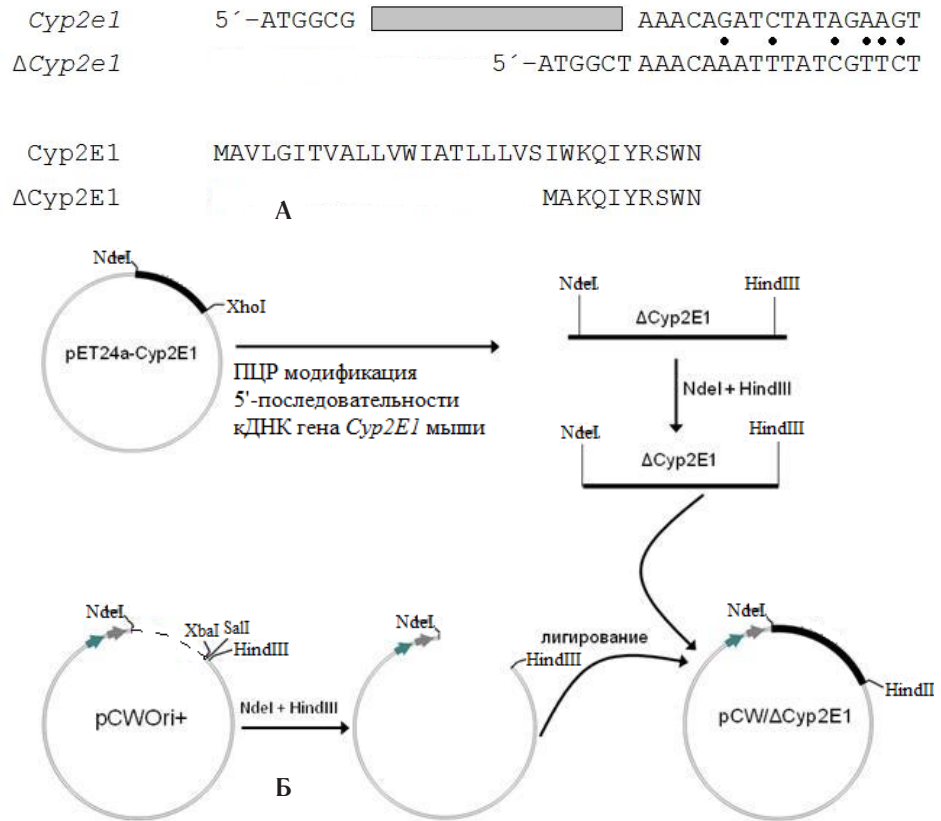 Cyp2e1 5´-ATGGCG AAACAGATCTATAGAAGT
ΔCyp2e1 5´-ATGGCTAAACAAATTTATCGTTCT
Cyp2E1 MAVLGITVALLVWIATLLLVSIWKQIYRSWN
ΔCyp2E1 MAKQIYRSWN
А
NdeI
XhoI
pET24a-Cyp2E1
ПЦР модификация
5'-последовательности
кДНК гена Cyp2E1 мыши
NdeI HindIII
ΔCyp2E1
NdeI + HindIII
NdeI HindIII
ΔCyp2E1
NdeI
XbaI SalI
HindIII
pCWOri+
NdeI + HindIII
NdeI
HindIII
лигирование
NdeI
HindII
pCW/ΔCyp2E1
Б